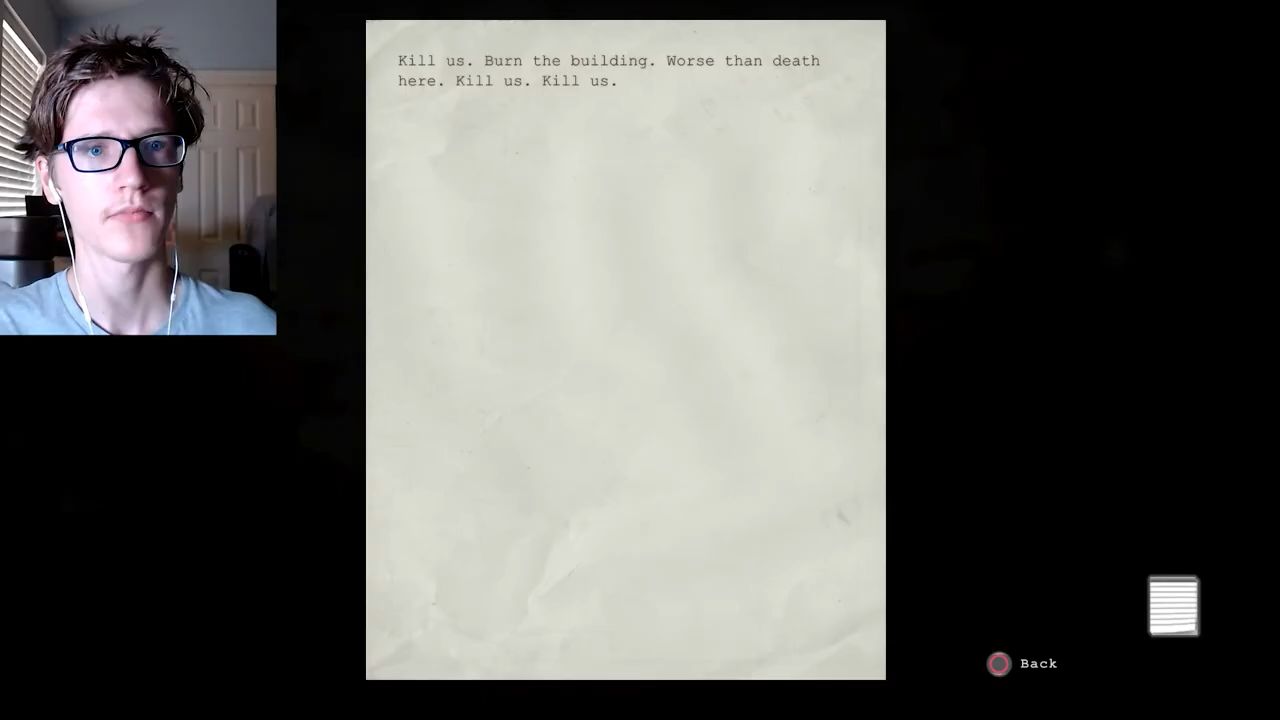 Kill us. Burn the building. Worse than death
here. Kill us. Kill us.
Back